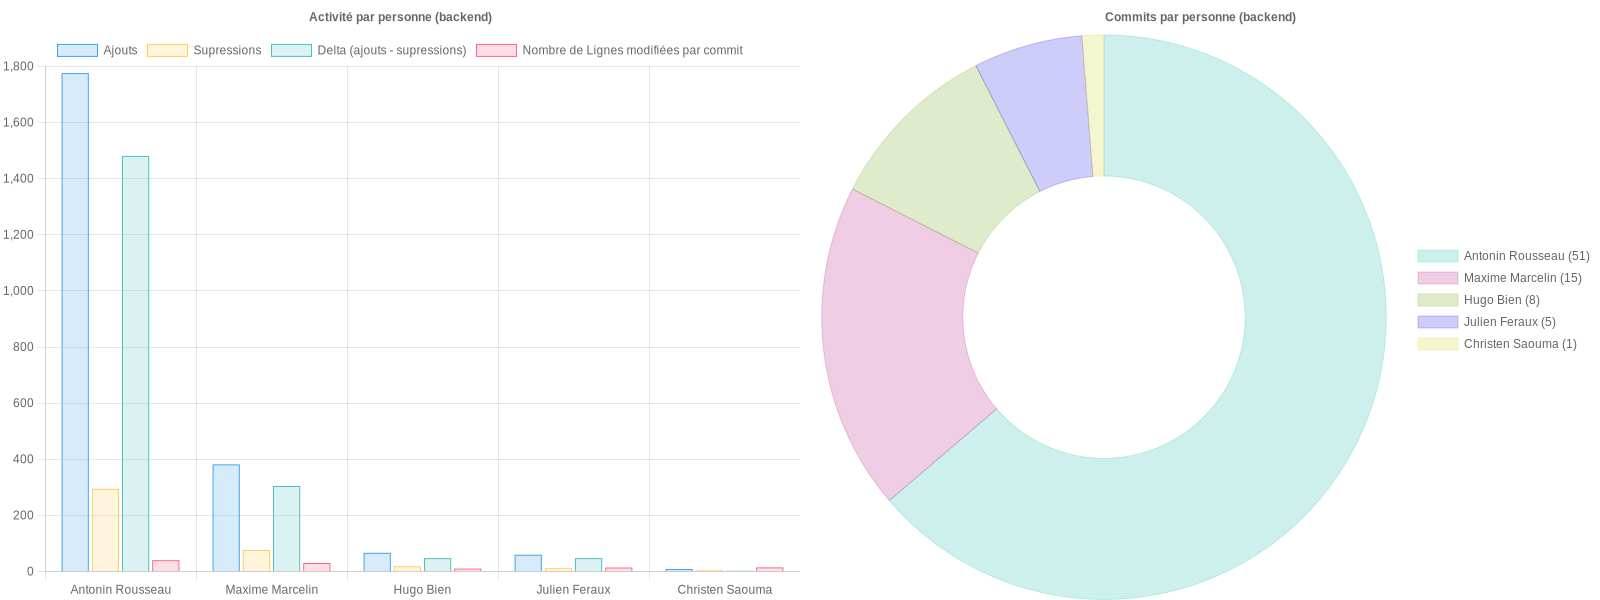 Activité par personne (backend)
Ajouts
Supressions
Delta (ajouts - supressions)
Nombre de Lignes modifiées par commit
1,800
1,600
1,400
1,200
1,000
800
600
400
200
0
Antonin Rousseau
Maxime Marcelin
Hugo Bien
Julien Feraux
Christen Saouma
Commits par personne (backend)
Antonin Rousseau (51)
Maxime Marcelin (15)
Hugo Bien (8)
Julien Feraux (5)
Christen Saouma (1)